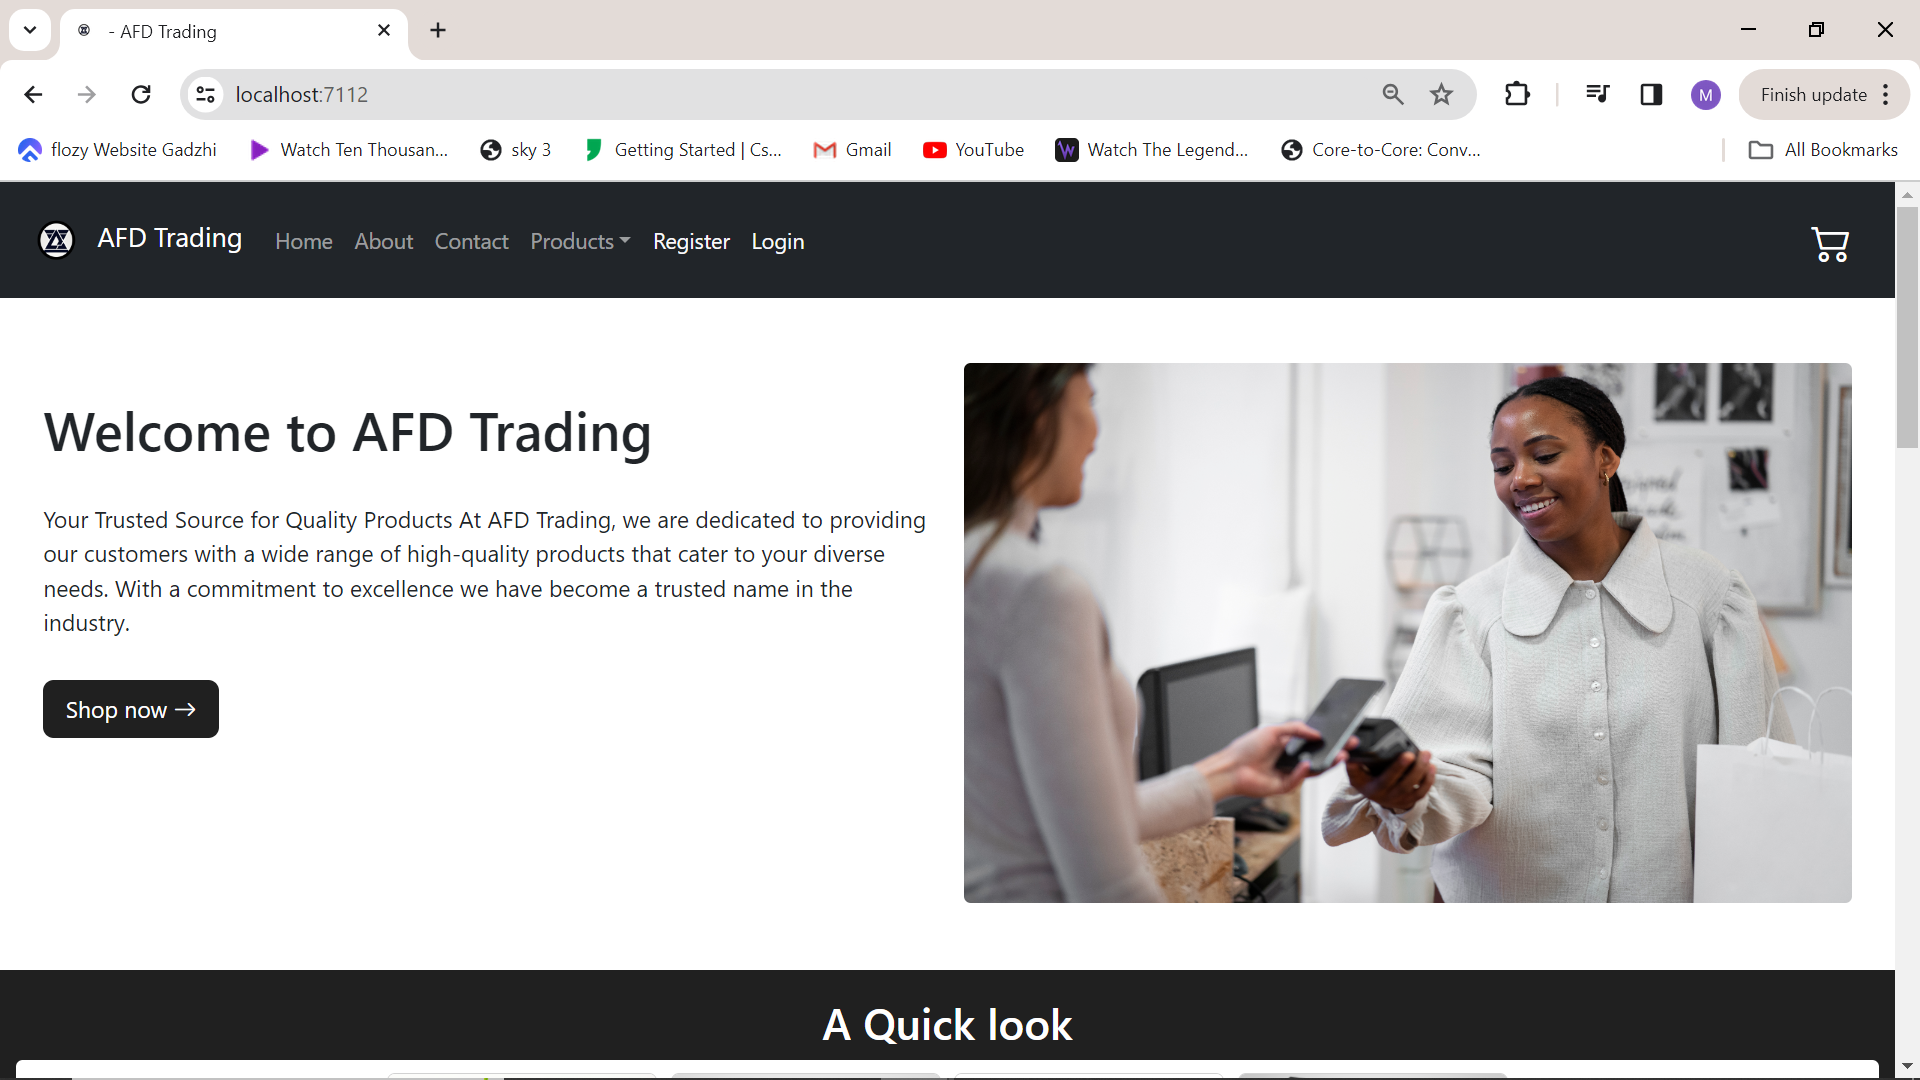 - AFD Trading
localhost:7112
Finish update
M
flozy Website Gadzhi
Watch Ten Thousan...
sky 3
Getting Started | Cs...
Gmail
YouTube
Watch The Legend...
Core-to-Core: Conv...
All Bookmarks
AFD Trading
Home
About
Contact
Products
Register
Login
Welcome to AFD Trading
Your Trusted Source for Quality Products At AFD Trading, we are dedicated to providing
our customers with a wide range of high-quality products that cater to your diverse
needs. With a commitment to excellence we have become a trusted name in the
industry.
Shop now →
A Quick look